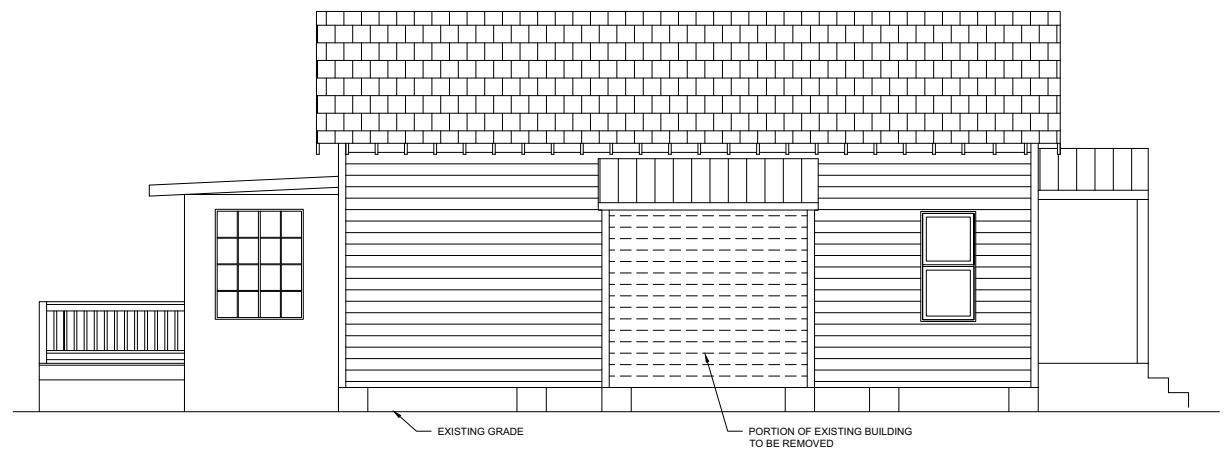 EXISTING GRADE
PORTION OF EXISTING BUILDING
TO BE REMOVED